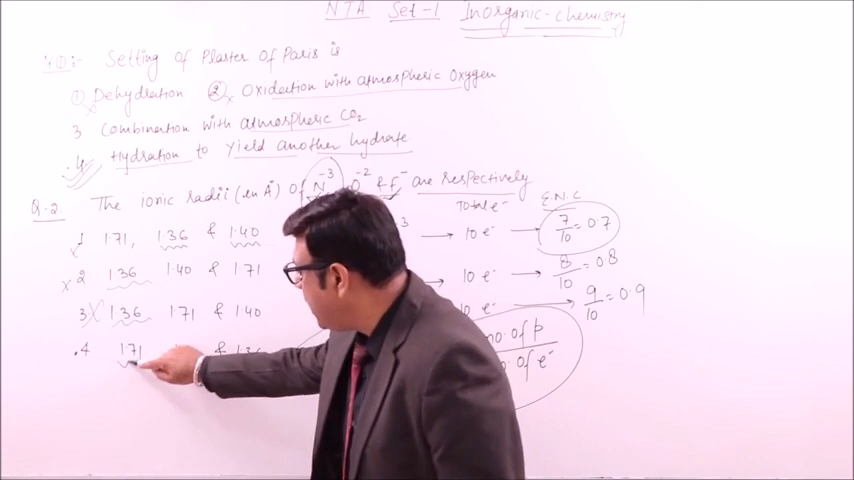 NTA Set-1 Inorganic-Chemistry
Setting of Plaster of Paris is
① Dehydration ② Oxidation with atmospheric Oxygen
3 Combination with atmospheric CO2
4 Hydration to yield another hydrate
Q-2. The ionic radii (in A°) of N-3 O-2 & F- are respectively
Total e- E.N.C
1 1.71, 1.36 & 1.40 → 10 e- → 7/10 = 0.7
2 1.36 1.40 & 1.71 → 10 e- → 8/10 = 0.8
3 1.36 1.71 & 1.40 10 e- → 9/10 = 0.9
.4 1.71 & 1.36 of p
of e-